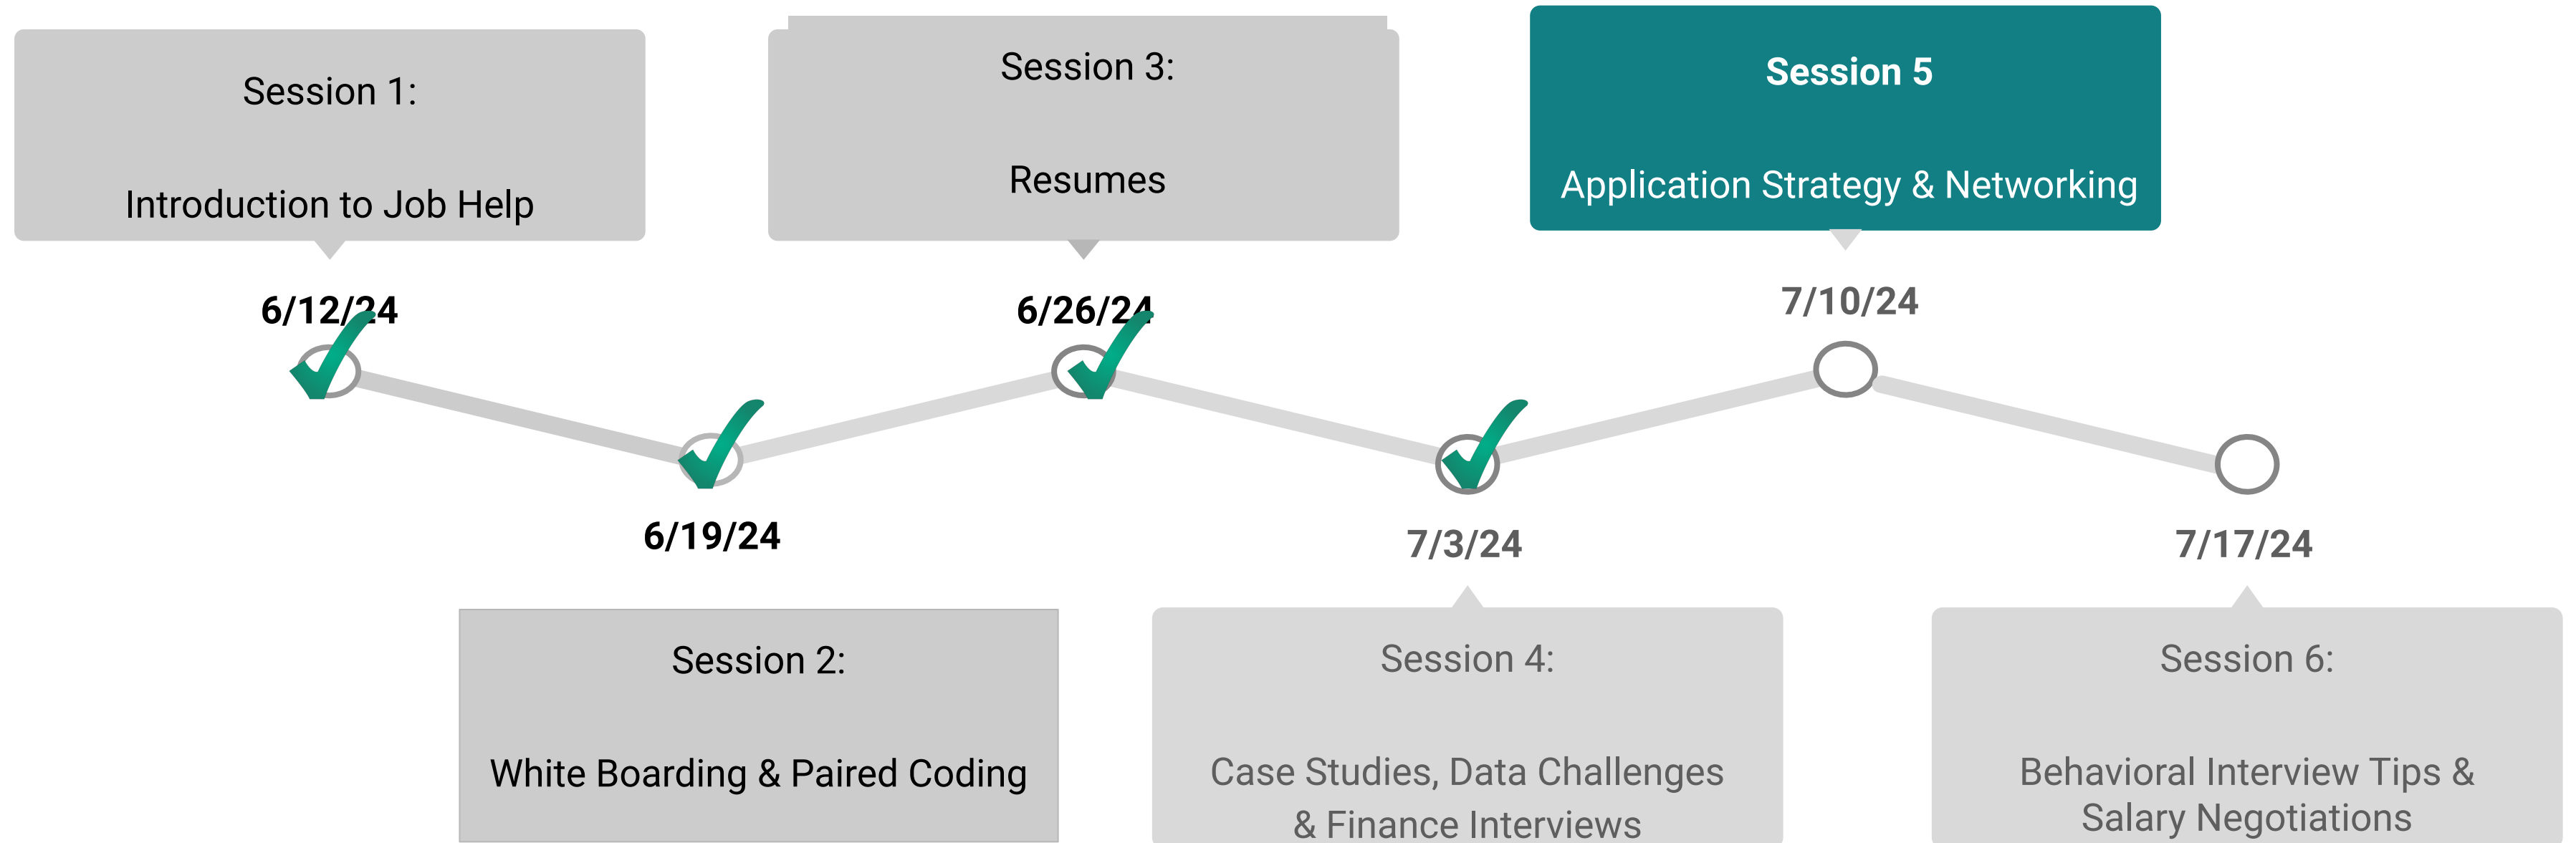 Session 1:
Introduction to Job Help
6/12/24
Session 2:
White Boarding & Paired Coding
6/19/24
Session 3:
Resumes
6/26/24
Session 4:
Case Studies, Data Challenges
& Finance Interviews
7/3/24
Session 5
Application Strategy & Networking
7/10/24
Session 6:
Behavioral Interview Tips &
Salary Negotiations
7/17/24